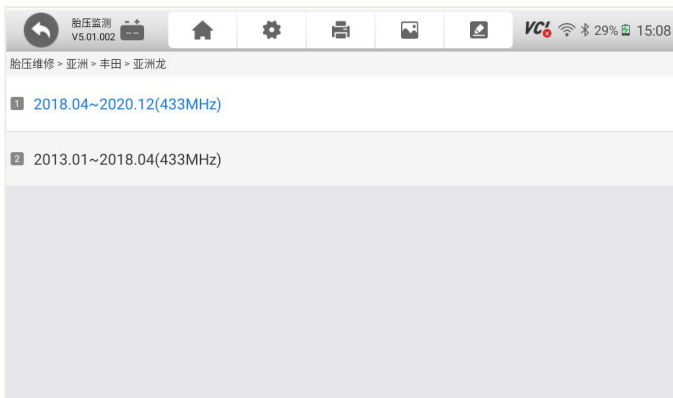 胎压监测
V5.01.002
VCI 29% 15:08
胎压维修 > 亚洲 > 丰田 > 亚洲龙
1 2018.04~2020.12(433MHz)
2 2013.01~2018.04(433MHz)